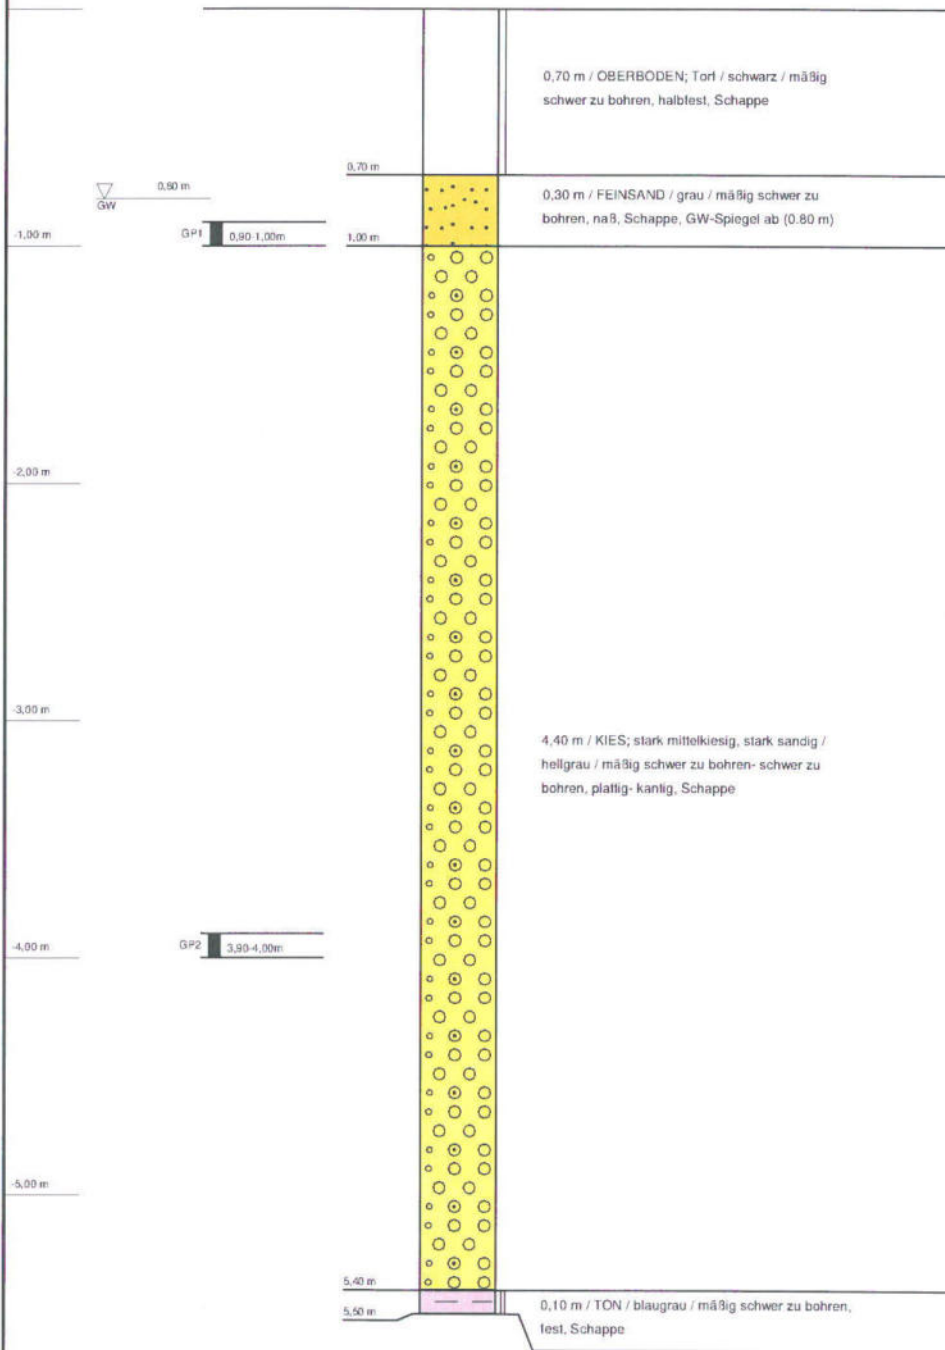 0,70 m / OBERBODEN; Torf / schwarz / mäßig
schwer zu bohren, halbfest, Schappe
0,70 m
0,80 m
GW
0,30 m / FEINSAND / grau / mäßig schwer zu
bohren, naß, Schappe, GW-Spiegel ab (0.80 m)
-1,00 m
GP1
0,90-1,00m
1,00 m
-2,00 m
-3,00 m
4,40 m / KIES; stark mittelkiesig, stark sandig /
hellgrau / mäßig schwer zu bohren- schwer zu
bohren, plattig- kantig, Schappe
-4,00 m
GP2
3,90-4,00m
-5,00 m
5,40 m
5,50 m
0,10 m / TON / blaugrau / mäßig schwer zu bohren,
fest, Schappe